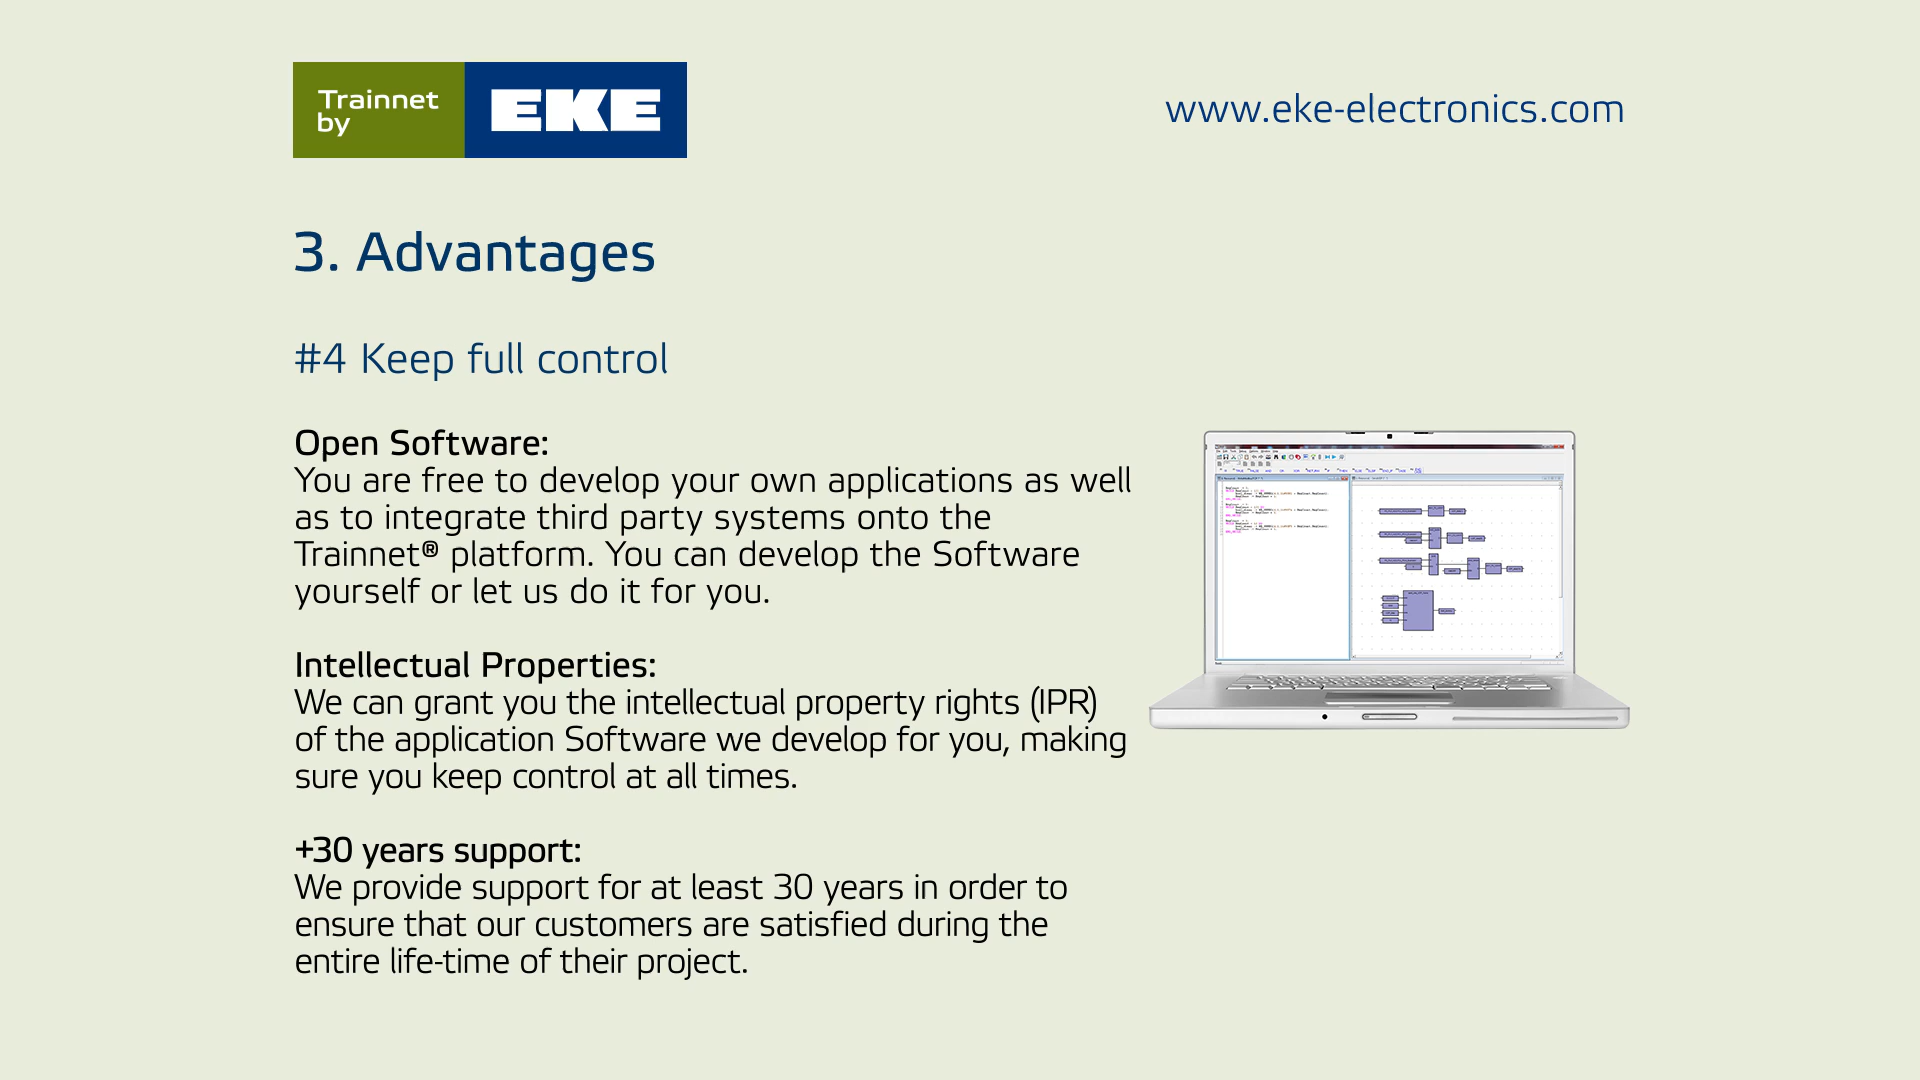 Trainnet
by
EKE
www.eke-electronics.com
3. Advantages
#4 Keep full control
Open Software:
You are free to develop your own applications as well
as to integrate third party systems onto the
Trainnet® platform. You can develop the Software
yourself or let us do it for you.
Intellectual Properties:
We can grant you the intellectual property rights (IPR)
of the application Software we develop for you, making
sure you keep control at all times.
+30 years support:
We provide support for at least 30 years in order to
ensure that our customers are satisfied during the
entire life-time of their project.